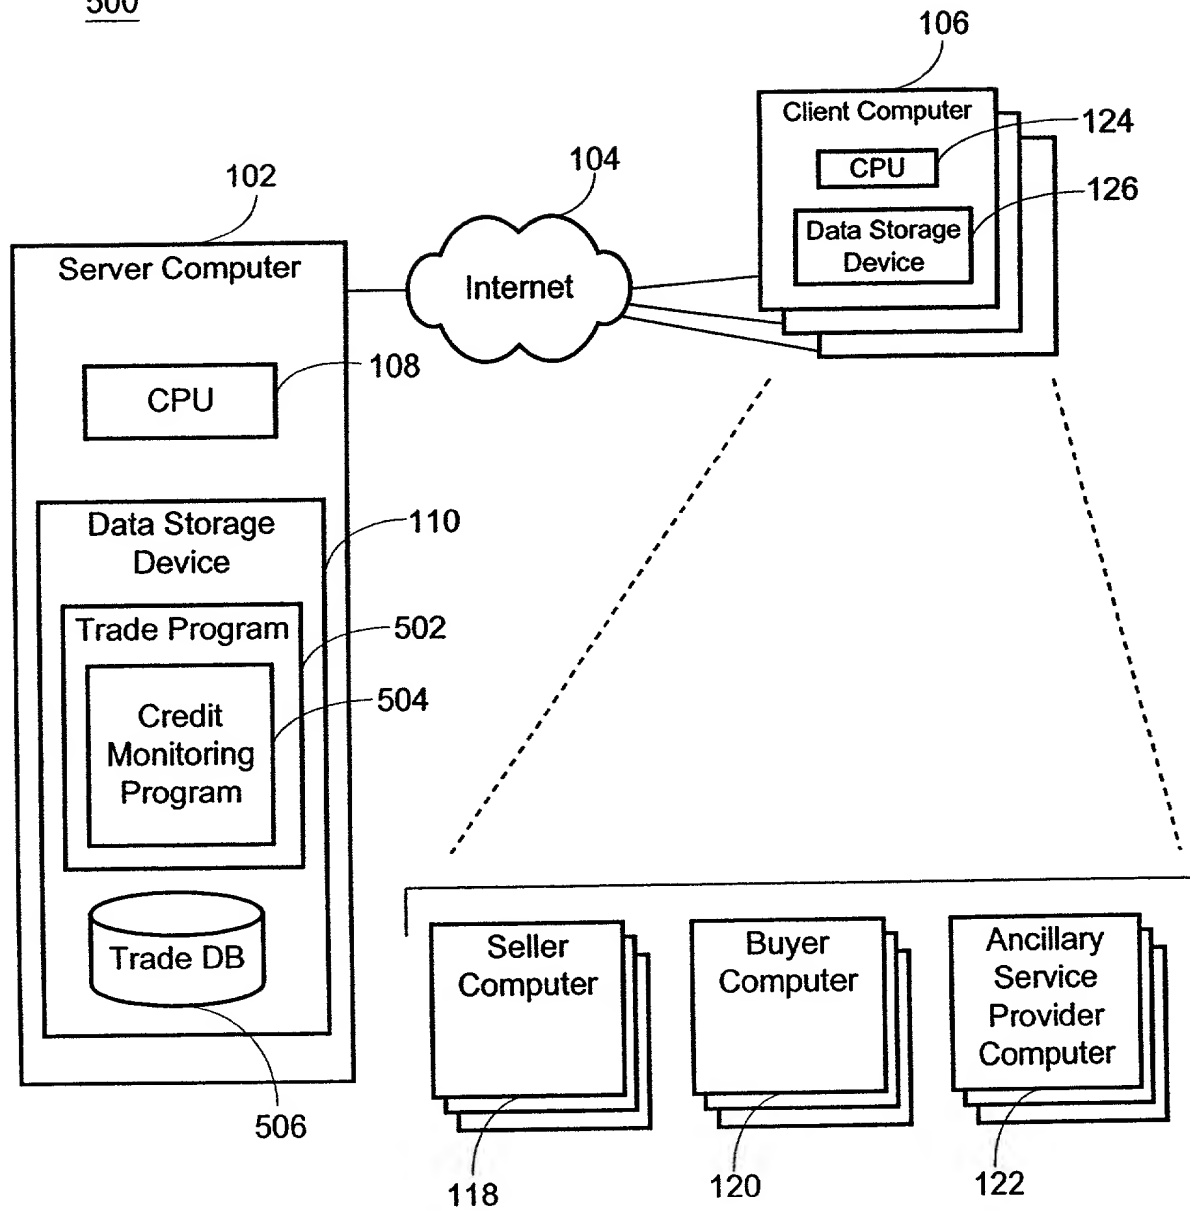 500
106
Client Computer
124
CPU
126
Data Storage
Device
104
Internet
102
Server Computer
108
CPU
110
Data Storage
Device
502
Trade Program
504
Credit
Monitoring
Program
Trade DB
506
Seller
Computer
118
Buyer
Computer
120
Ancillary
Service
Provider
Computer
122